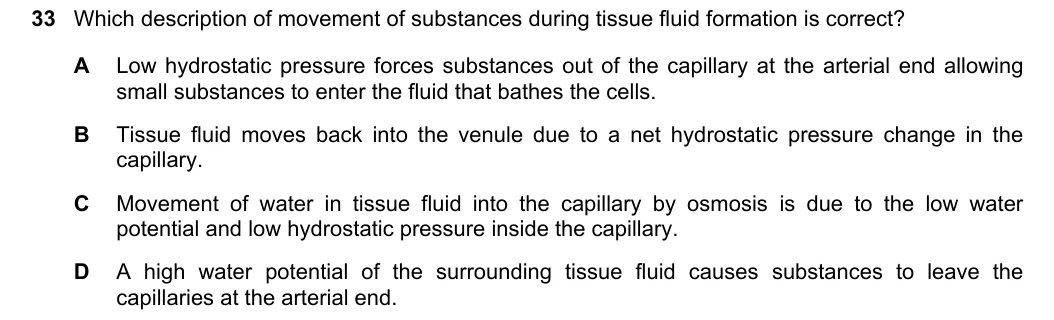 33 Which description of movement of substances during tissue fluid formation is correct?
A Low hydrostatic pressure forces substances out of the capillary at the arterial end allowing
small substances to enter the fluid that bathes the cells.
B Tissue fluid moves back into the venule due to a net hydrostatic pressure change in the
capillary.
C Movement of water in tissue fluid into the capillary by osmosis is due to the low water
potential and low hydrostatic pressure inside the capillary.
D A high water potential of the surrounding tissue fluid causes substances to leave the
capillaries at the arterial end.